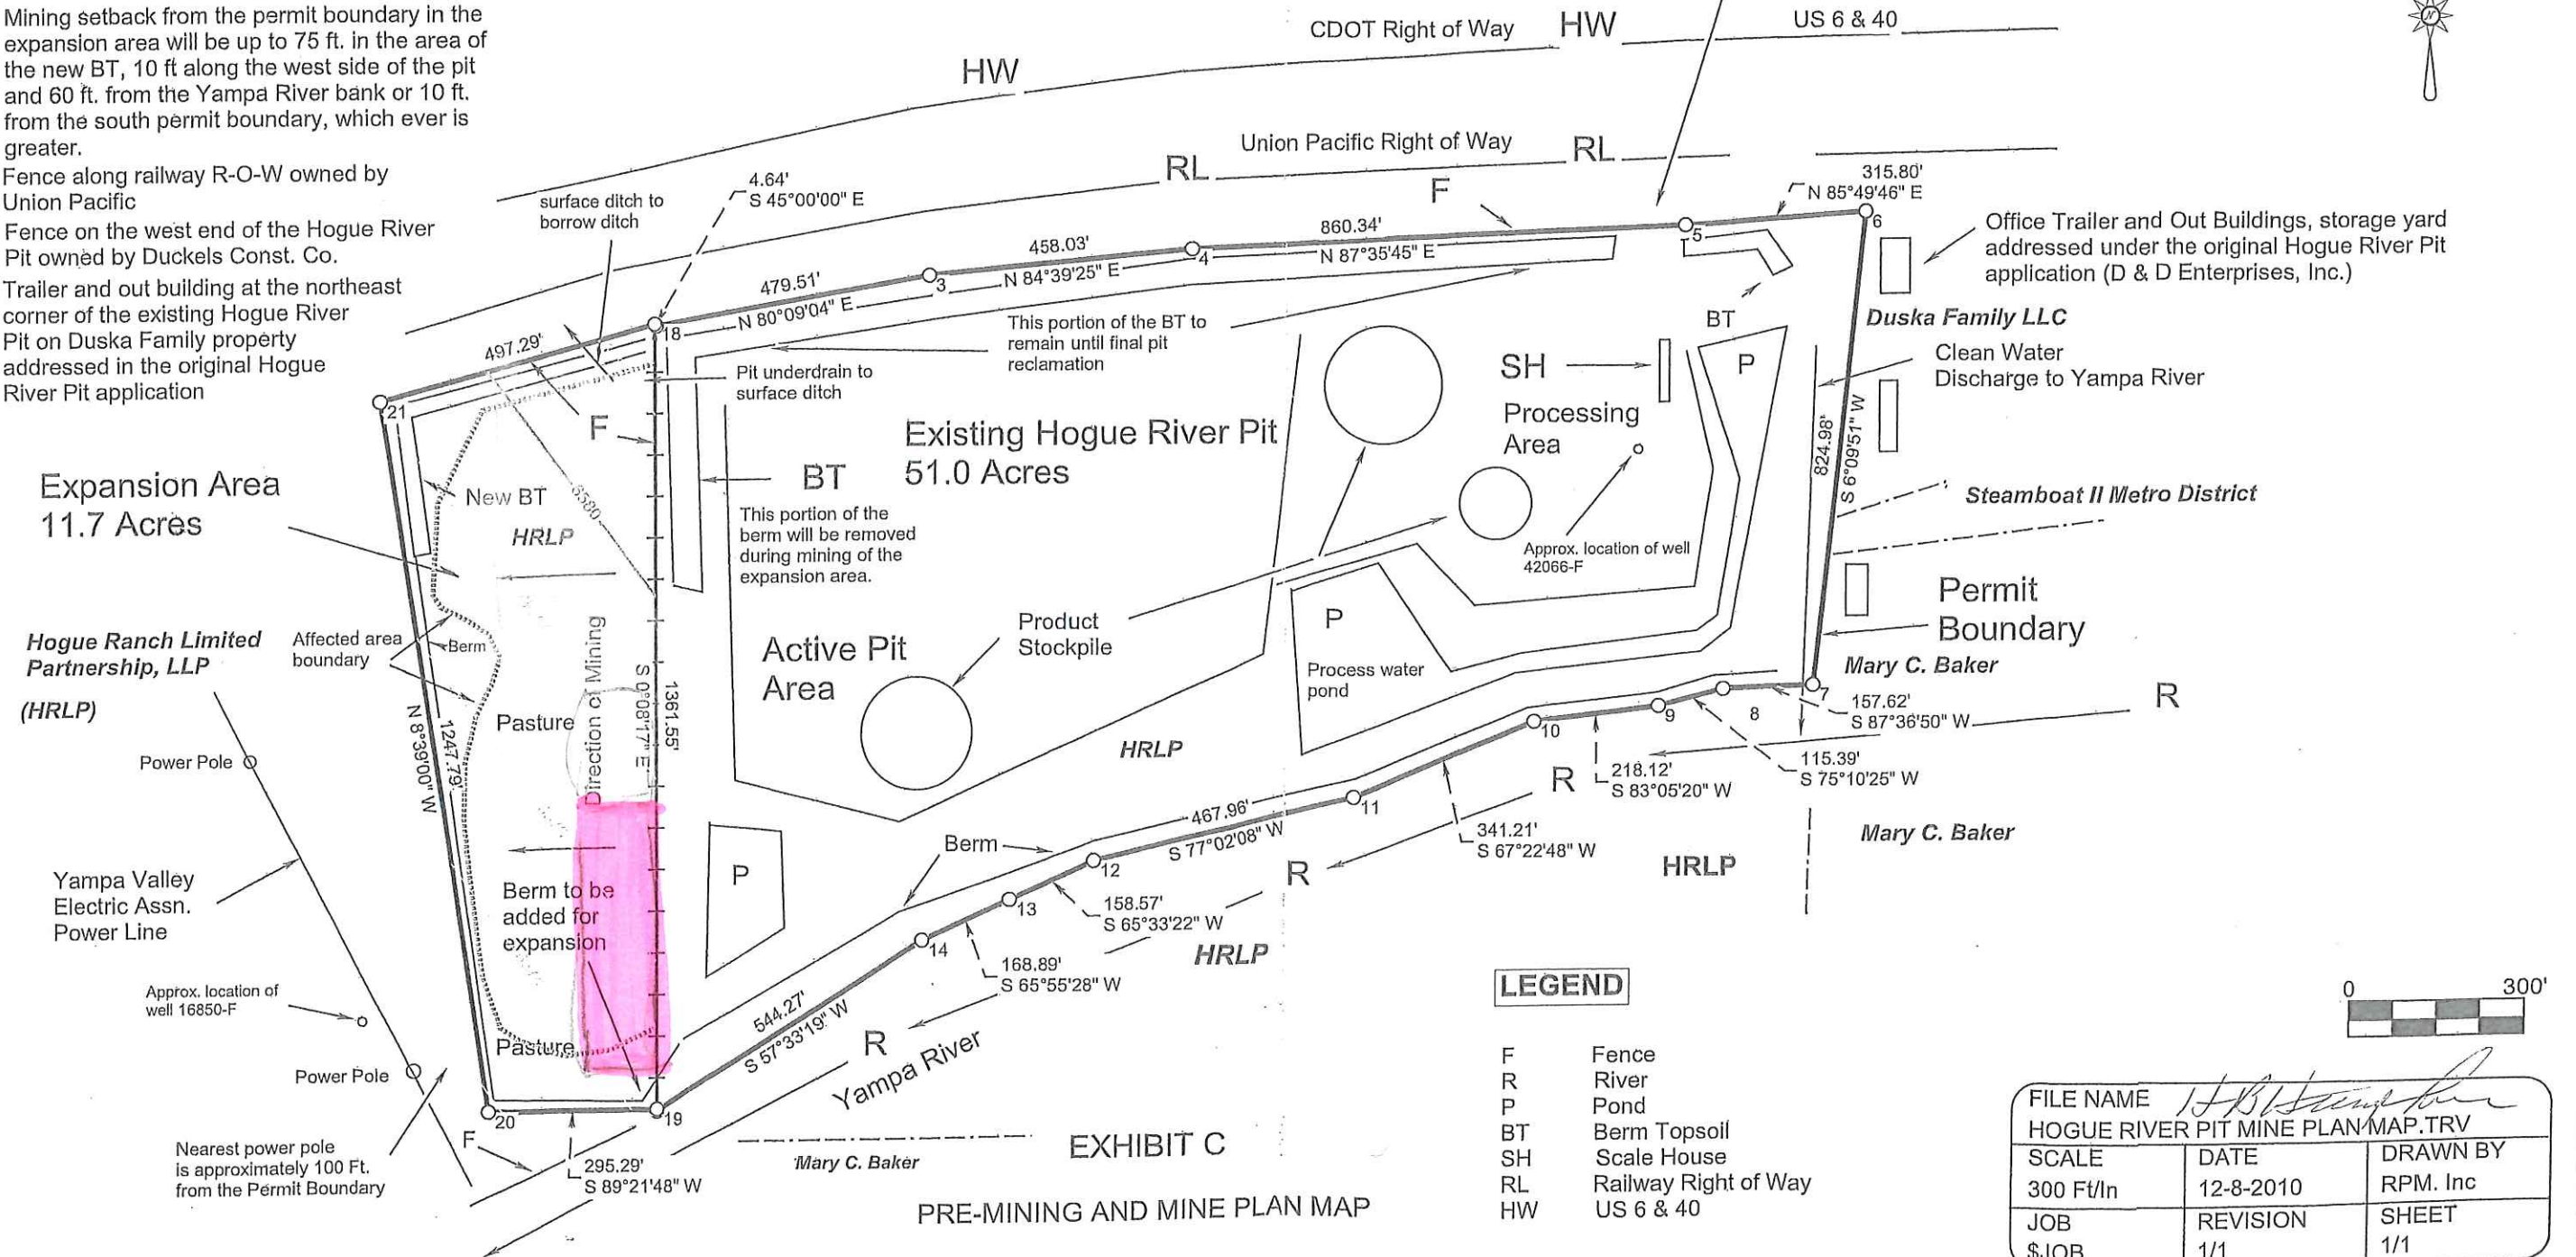 Mining setback from the permit boundary in the
expansion area will be up to 75 ft. in the area of
the new BT, 10 ft along the west side of the pit
and 60 ft. from the Yampa River bank or 10 ft.
from the south permit boundary, which ever is
greater.
Fence along railway R-O-W owned by
Union Pacific
Fence on the west end of the Hogue River
Pit owned by Duckels Const. Co.
Trailer and out building at the northeast
corner of the existing Hogue River
Pit on Duska Family property
addressed in the original Hogue
River Pit application
HW
CDOT Right of Way
HW
US 6 & 40
N
Union Pacific Right of Way
RL
RL
F
surface ditch to
borrow ditch
4.64'
S 45°00'00" E
315.80'
N 85°49'46" E
6
5
860.34'
N 87°35'45" E
4
458.03'
N 84°39'25" E
3
479.51'
N 80°09'04" E
18
497.29'
21
Office Trailer and Out Buildings, storage yard
addressed under the original Hogue River Pit
application (D & D Enterprises, Inc.)
Duska Family LLC
Clean Water
Discharge to Yampa River
This portion of the BT to
remain until final pit
reclamation
Pit underdrain to
surface ditch
BT
P
SH
Processing
Area
F
Existing Hogue River Pit
51.0 Acres
BT
This portion of the
berm will be removed
during mining of the
expansion area.
Expansion Area
11.7 Acres
New BT
HRLP
6580
824.98'
S 6°09'51" W
Steamboat II Metro District
Approx. location of well
42066-F
Permit
Boundary
Mary C. Baker
Hogue Ranch Limited
Partnership, LLP
(HRLP)
Affected area
boundary
Berm
Direction of Mining
S 0°08'17" E
1361.55'
Active Pit
Area
Product
Stockpile
P
Process water
pond
HRLP
Pasture
N 8°39'00" W
1247.79'
Power Pole
7
157.62'
S 87°36'50" W
R
8
9
10
115.39'
S 75°10'25" W
R
218.12'
S 83°05'20" W
11
341.21'
S 67°22'48" W
Mary C. Baker
HRLP
467.96'
S 77°02'08" W
R
Berm
12
P
Berm to be
added for
expansion
Yampa Valley
Electric Assn.
Power Line
13
158.57'
S 65°33'22" W
14
168.89'
S 65°55'28" W
HRLP
544.27'
S 57°33'19" W
R
Yampa River
Approx. location of
well 16850-F
Pasture
Power Pole
20
19
F
295.29'
S 89°21'48" W
Nearest power pole
is approximately 100 Ft.
from the Permit Boundary
Mary C. Baker
EXHIBIT C
PRE-MINING AND MINE PLAN MAP
LEGEND
F Fence
R River
P Pond
BT Berm Topsoil
SH Scale House
RL Railway Right of Way
HW US 6 & 40
0 300'
FILE NAME
HOGUE RIVER PIT MINE PLAN MAP.TRV
SCALE DATE DRAWN BY
300 Ft/In 12-8-2010 RPM. Inc
JOB REVISION SHEET
$JOB 1/1 1/1